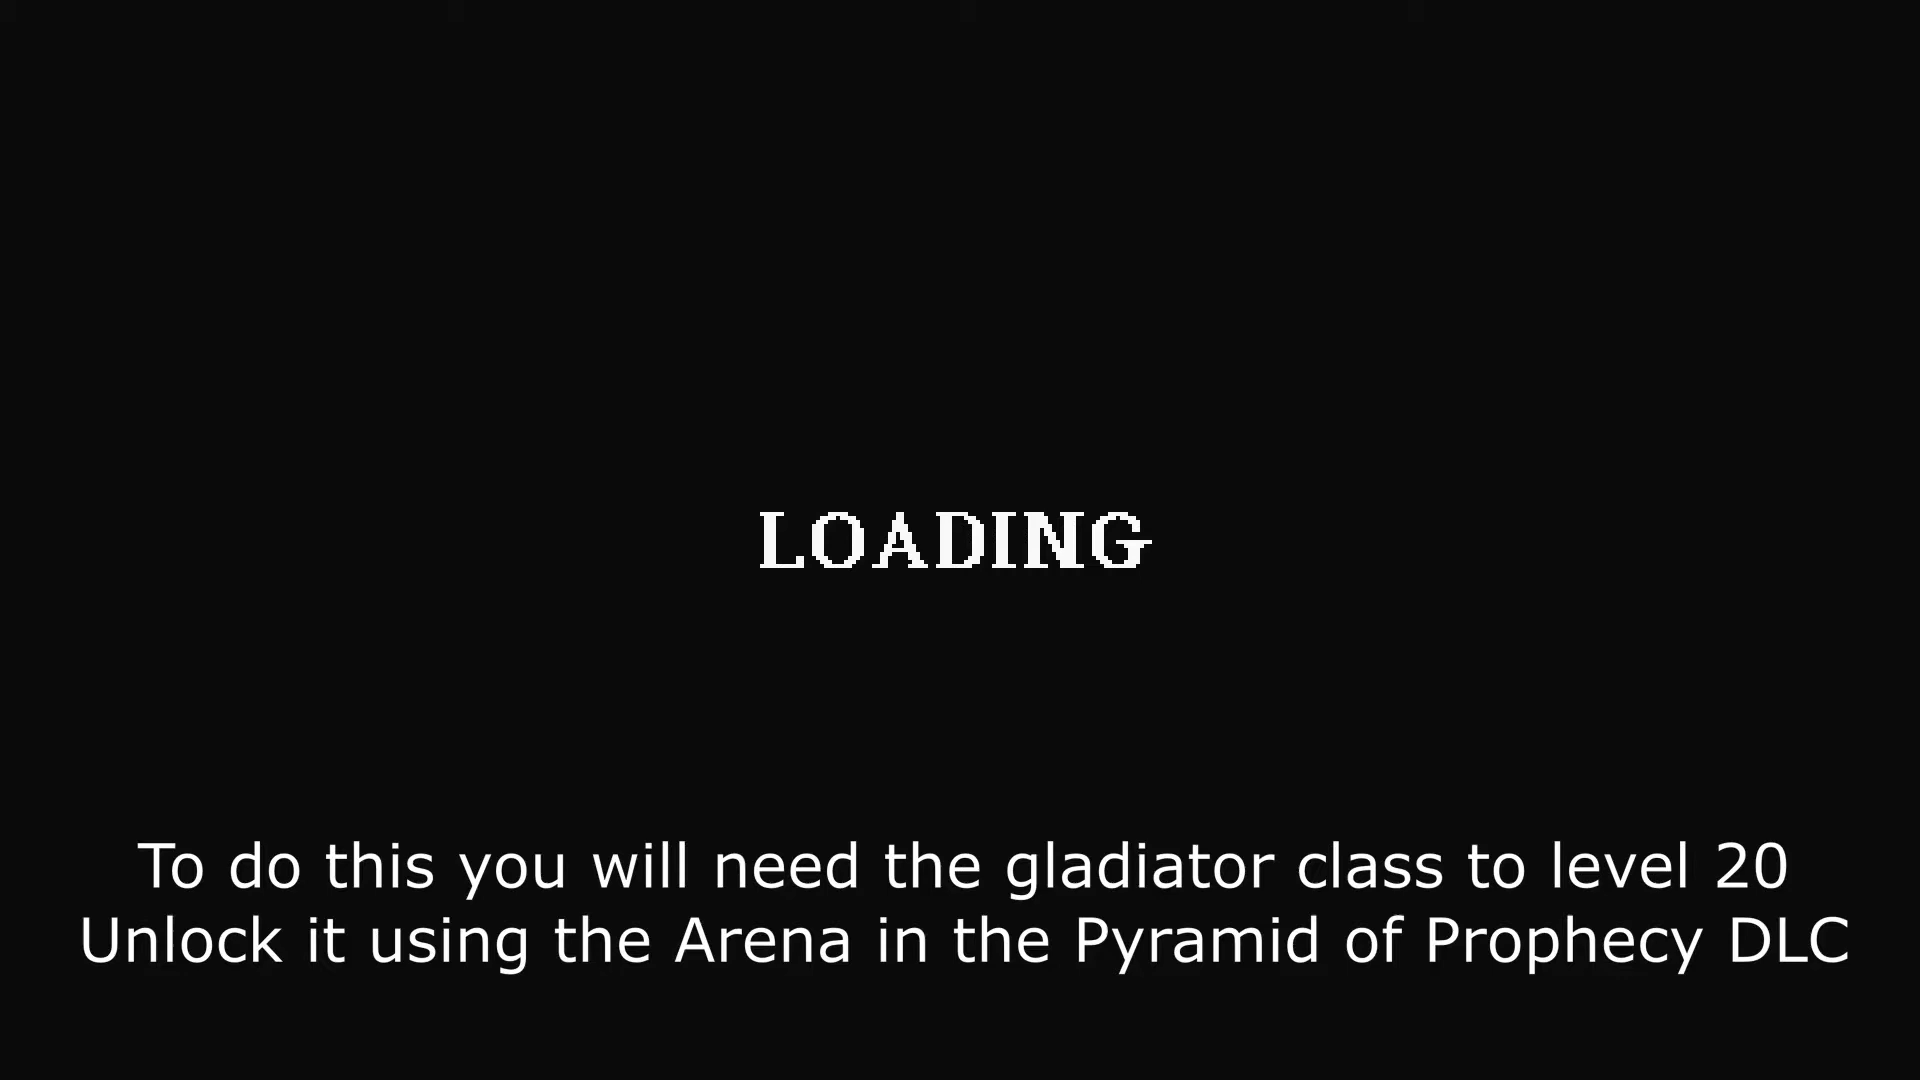 LOADING
To do this you will need the gladiator class to level 20
Unlock it using the Arena in the Pyramid of Prophecy DLC